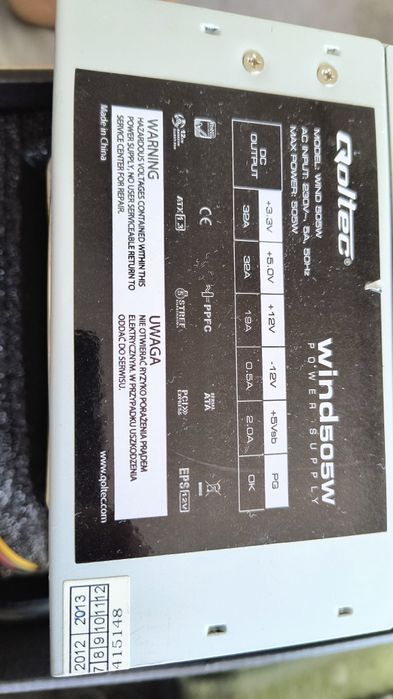 Qoltec®
wind505w
POWER SUPPLY
MODEL: WIND 505W
AC INPUT: 230V~, 5A, 50Hz
MAX POWER: 505W
DC OUTPUT +3.3V +5.0V +12V -12V +5Vsb PG
32A 32A 19A 0.5A 2.0A OK
CE PPFC SERIAL ATA
12cm ATX 1.3 STREF PCI EXPRESS EPS 12V
WARNING
HAZARDOUS VOLTAGES CONTAINED WITHIN THIS
POWER SUPPLY, NO USER SERVICEABLE RETURN TO
SERVICE CENTER FOR REPAIR.
UWAGA
NIE OTWIERAĆ RYZYKO PORAŻENIA PRĄDEM
ELEKTRYCZNYM. W PRZYPADKU USZKODZENIA
ODDAC DO SERWISU.
Made in China
www.qoltec.com
2012 2013
7 8 9 10 11 12
415148